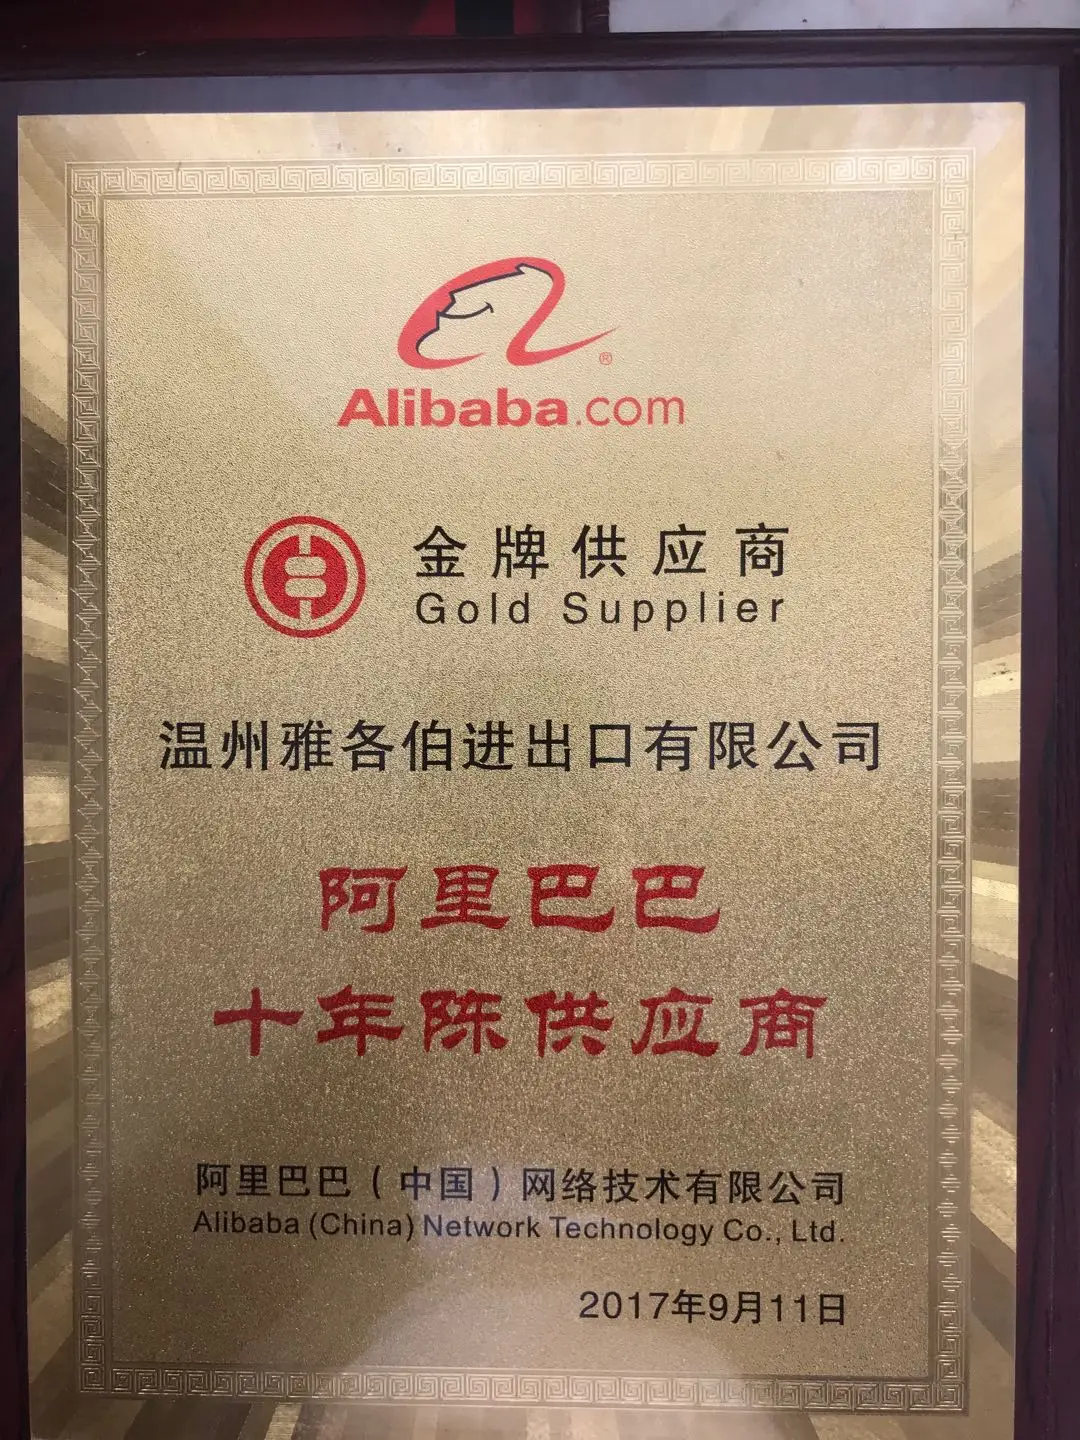 Alibaba.com
金牌供应商
Gold Supplier
温州雅各伯进出口有限公司
阿里巴巴
十年陈供应商
阿里巴巴（中国）网络技术有限公司
Alibaba (China) Network Technology Co., Ltd.
2017年9月11日